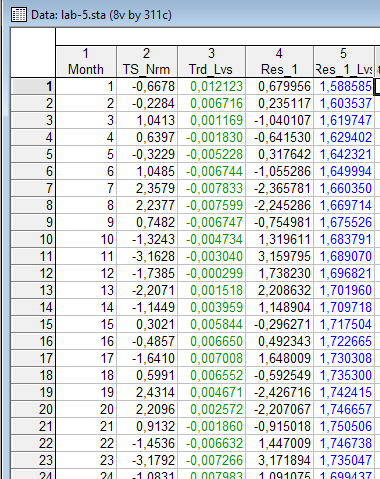 Data: lab-5.sta (8v by 311c)
1 2 3 4 5
Month TS_Nrm Trd_Lvs Res_1 Res_1_Lvs
1 1 -0,6678 0,012123 0,679956 1,588585
2 2 -0,2284 0,006716 0,235117 1,603537
3 3 1,0413 0,001169 -1,040107 1,619747
4 4 0,6397 -0,001830 -0,641530 1,629402
5 5 -0,3229 -0,005228 0,317642 1,642321
6 6 1,0485 -0,006744 -1,055286 1,649994
7 7 2,3579 -0,007833 -2,365781 1,660350
8 8 2,2377 -0,007599 -2,245286 1,669714
9 9 0,7482 -0,006747 -0,754981 1,675526
10 10 -1,3243 -0,004734 1,319611 1,683791
11 11 -3,1628 -0,003040 3,159795 1,689070
12 12 -1,7385 -0,000299 1,738230 1,696821
13 13 -2,2071 0,001518 2,208632 1,701960
14 14 -1,1449 0,003959 1,148904 1,709718
15 15 0,3021 0,005844 -0,296271 1,717504
16 16 -0,4857 0,006650 0,492343 1,722665
17 17 -1,6410 0,007008 1,648009 1,730308
18 18 0,5991 0,006552 -0,592549 1,735300
19 19 2,4314 0,004671 -2,426716 1,742415
20 20 2,2096 0,002572 -2,207067 1,746657
21 21 0,9132 -0,001860 -0,915018 1,750506
22 22 -1,4536 -0,006632 1,447009 1,746738
23 23 -3,1792 -0,007266 3,171894 1,735047
24 24 -1,0831 0,007983 1,091075 1,699437